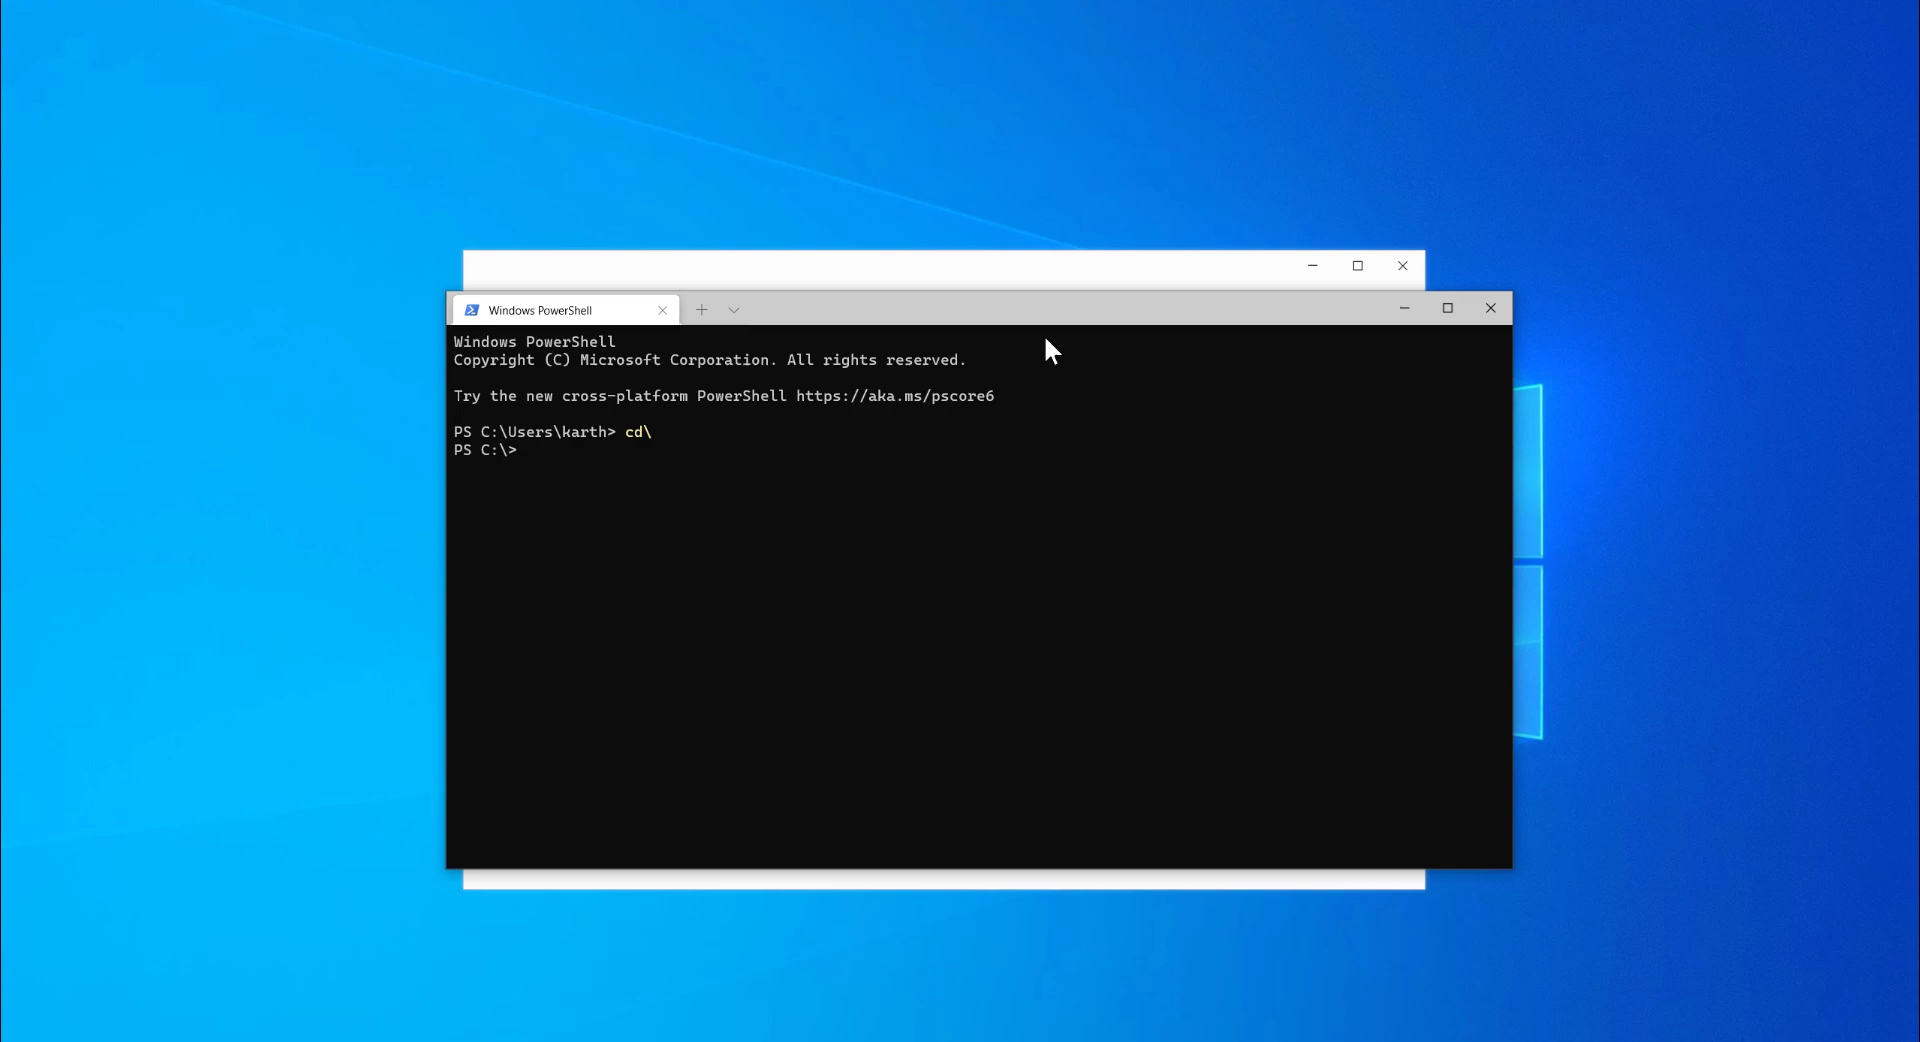 Windows PowerShell
Windows PowerShell
Copyright (C) Microsoft Corporation. All rights reserved.
Try the new cross-platform PowerShell https://aka.ms/pscore6
PS C:\Users\karth> cd\
PS C:\>